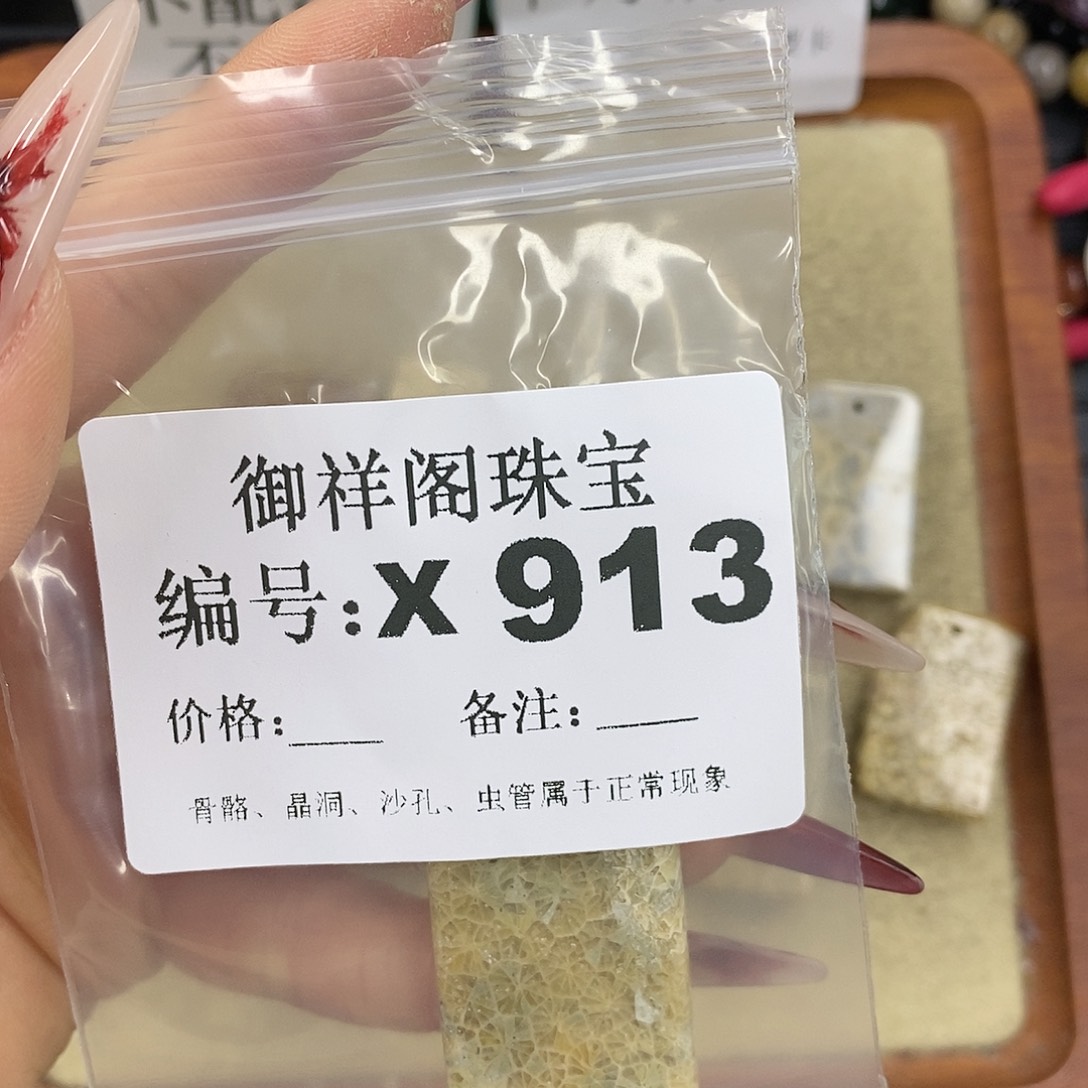 御祥阁珠宝
编号:x 913
价格:___ 备注:____
骨骼、晶洞、沙孔、虫管属于正常现象